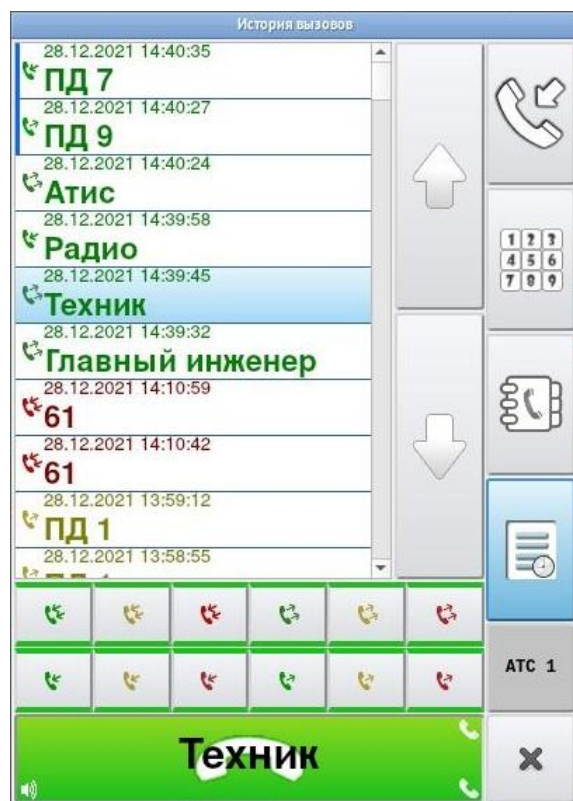 История вызовов
28.12.2021 14:40:35
ПД 7
28.12.2021 14:40:27
ПД 9
28.12.2021 14:40:24
Атис
28.12.2021 14:39:58
Радио
28.12.2021 14:39:45
Техник
28.12.2021 14:39:32
Главный инженер
28.12.2021 14:10:59
61
28.12.2021 14:10:42
61
28.12.2021 13:59:12
ПД 1
28.12.2021 13:58:55
1 2 3
4 5 6
7 8 9
АТС 1
Техник